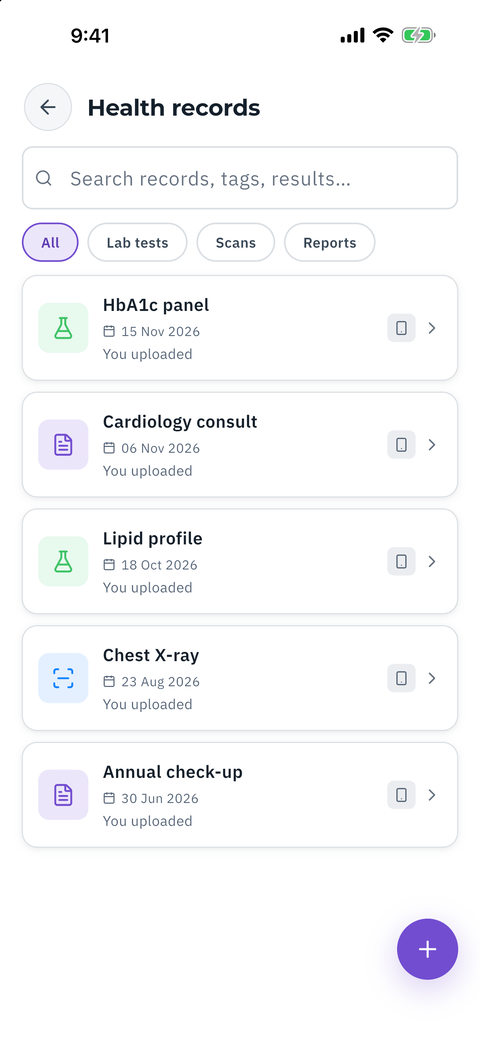 9:41
Health records
Search records, tags, results...
All
Lab tests
Scans
Reports
HbA1c panel
15 Nov 2026
You uploaded
Cardiology consult
06 Nov 2026
You uploaded
Lipid profile
18 Oct 2026
You uploaded
Chest X-ray
23 Aug 2026
You uploaded
Annual check-up
30 Jun 2026
You uploaded